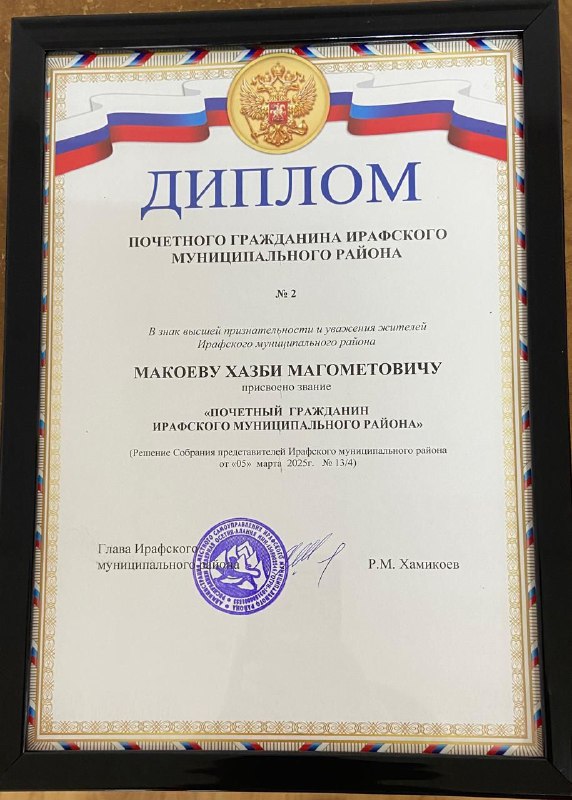 ДИПЛОМ
ПОЧЕТНОГО ГРАЖДАНИНА ИРАФСКОГО
МУНИЦИПАЛЬНОГО РАЙОНА
№ 2
В знак высшей признательности и уважения жителей
Ирафского муниципального района
МАКОЕВУ ХАЗБИ МАГОМЕТОВИЧУ
присвоено звание
«ПОЧЕТНЫЙ ГРАЖДАНИН
ИРАФСКОГО МУНИЦИПАЛЬНОГО РАЙОНА»
(Решение Собрания представителей Ирафского муниципального района
от «05» марта 2025г. № 13/4)
Глава Ирафского
муниципального района
Р.М. Хамикоев